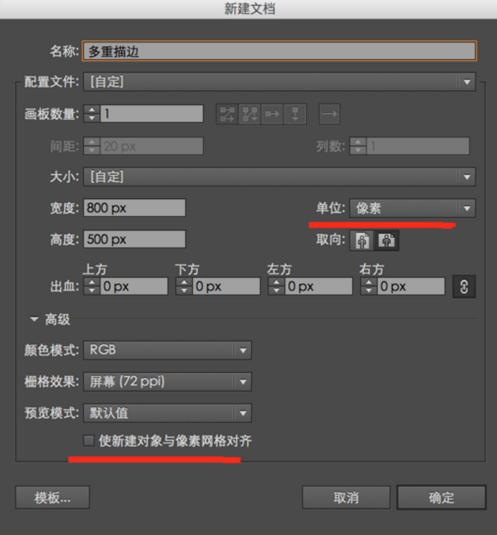 新建文档
名称: 多重描边
配置文件: [自定]
画板数量: 1
间距: 20 px 列数: 1
大小: [自定]
宽度: 800 px 单位: 像素
高度: 500 px 取向:
上方 下方 左方 右方
出血: 0 px 0 px 0 px 0 px
高级
颜色模式: RGB
栅格效果: 屏幕 (72 ppi)
预览模式: 默认值
使新建对象与像素网格对齐
模板... 取消 确定